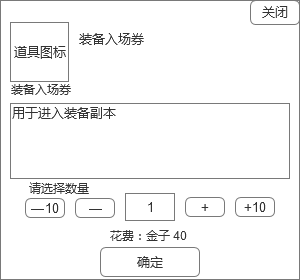 关闭
道具图标
装备入场券
装备入场券
用于进入装备副本
请选择数量
—10 — 1 + +10
花费：金子 40
确定